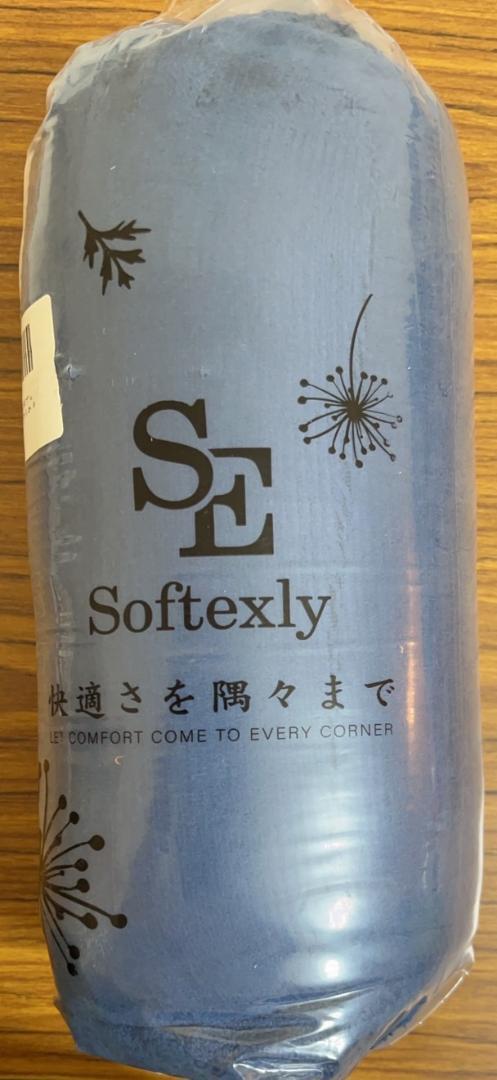 SE
Softexly
快適さを隅々まで
LET COMFORT COME TO EVERY CORNER